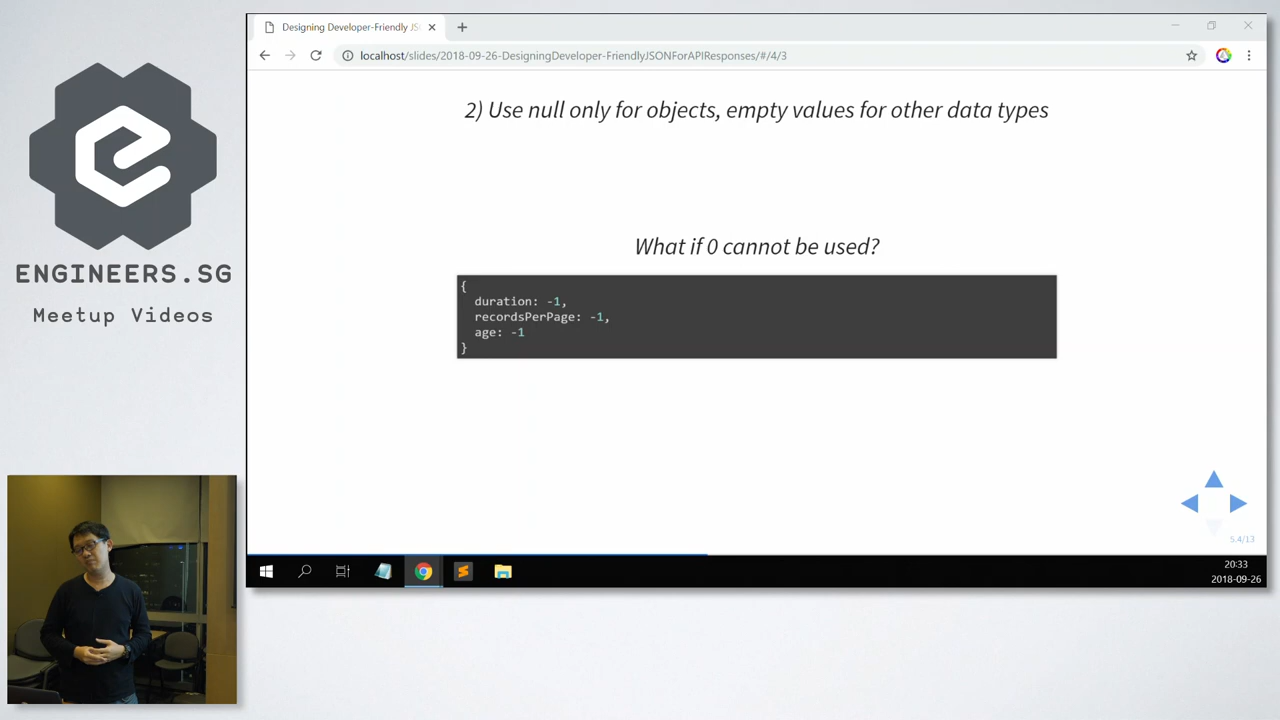 ENGINEERS.SG
Meetup Videos
Designing Developer-Friendly JS
localhost/slides/2018-09-26-DesigningDeveloper-FriendlyJSONForAPIResponses/#/4/3
2) Use null only for objects, empty values for other data types
What if 0 cannot be used?
{
duration: -1,
recordsPerPage: -1,
age: -1
}
5.4/13
20:33
2018-09-26